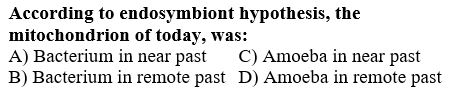 According to endosymbiont hypothesis, the
mitochondrion of today, was:
A) Bacterium in near past C) Amoeba in near past
B) Bacterium in remote past D) Amoeba in remote past